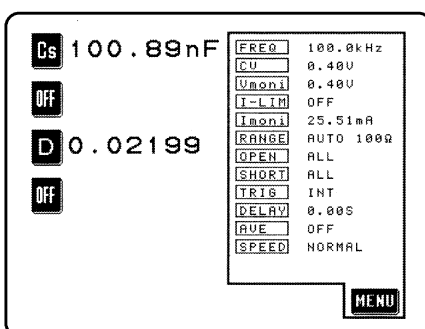 Cs 100.89nF
OFF
D 0.02199
OFF
FREQ 100.0kHz
CV 0.40V
Vmoni 0.40V
I-LIM OFF
Imoni 25.51mA
RANGE AUTO 100Ω
OPEN ALL
SHORT ALL
TRIG INT
DELAY 0.00S
AVE OFF
SPEED NORMAL
MENU